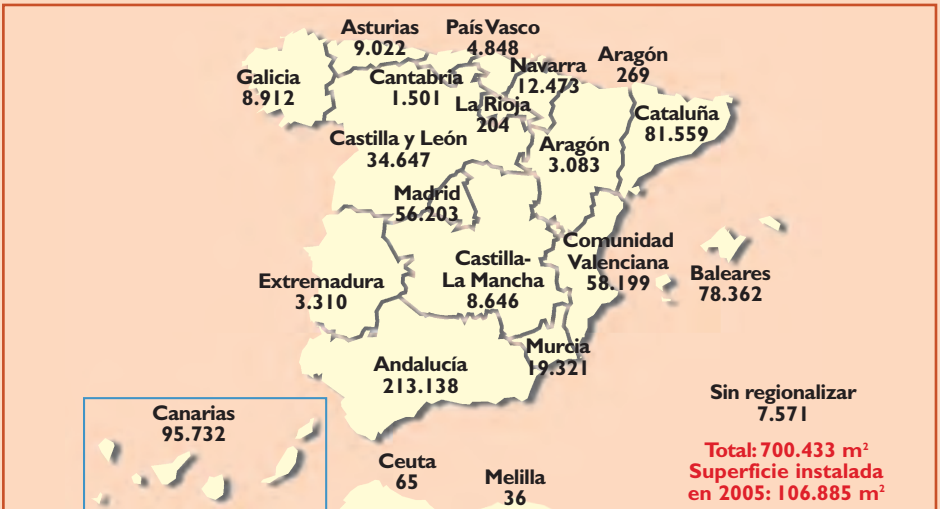 Asturias
9.022
País Vasco
4.848
Navarra
12.473
Aragón
269
Galicia
8.912
Cantabria
1.501
La Rioja
204
Cataluña
81.559
Castilla y León
34.647
Aragón
3.083
Madrid
56.203
Comunidad
Valenciana
58.199
Castilla-
La Mancha
8.646
Extremadura
3.310
Baleares
78.362
Murcia
19.321
Andalucía
213.138
Canarias
95.732
Sin regionalizar
7.571
Ceuta
65
Melilla
36
Total: 700.433 m²
Superficie instalada
en 2005: 106.885 m²